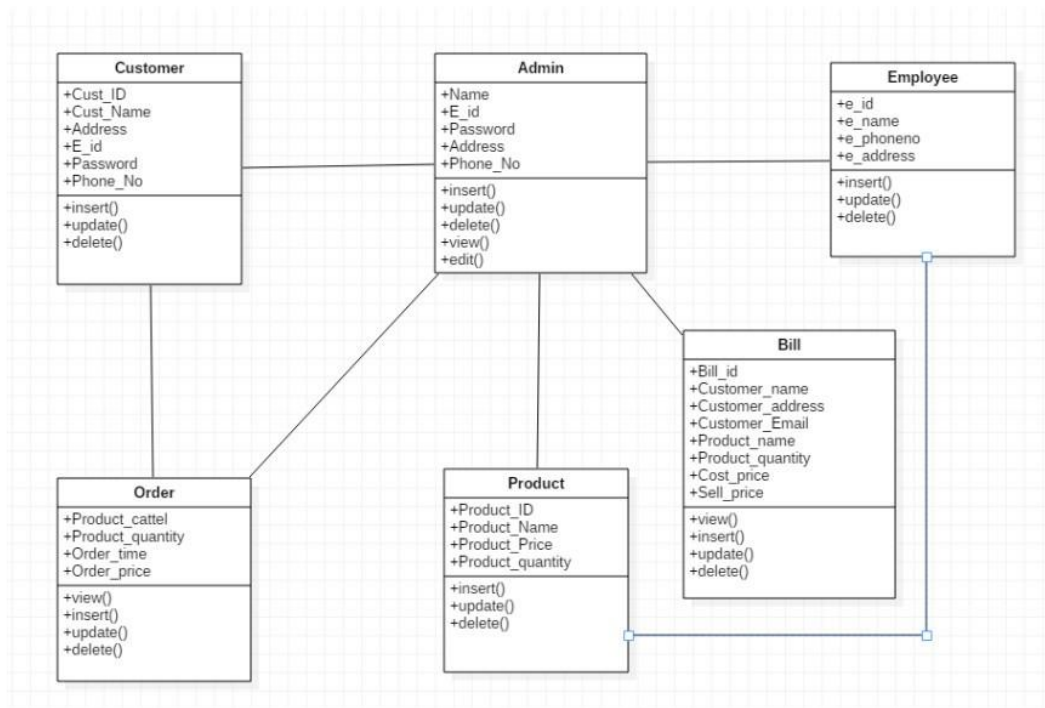 Customer
+Cust_ID
+Cust_Name
+Address
+E_id
+Password
+Phone_No
+insert()
+update()
+delete()
Admin
+Name
+E_id
+Password
+Address
+Phone_No
+insert()
+update()
+delete()
+view()
+edit()
Employee
+e_id
+e_name
+e_phoneno
+e_address
+insert()
+update()
+delete()
Bill
+Bill_id
+Customer_name
+Customer_address
+Customer_Email
+Product_name
+Product_quantity
+Cost_price
+Sell_price
+view()
+insert()
+update()
+delete()
Order
+Product_cattel
+Product_quantity
+Order_time
+Order_price
+view()
+insert()
+update()
+delete()
Product
+Product_ID
+Product_Name
+Product_Price
+Product_quantity
+insert()
+update()
+delete()